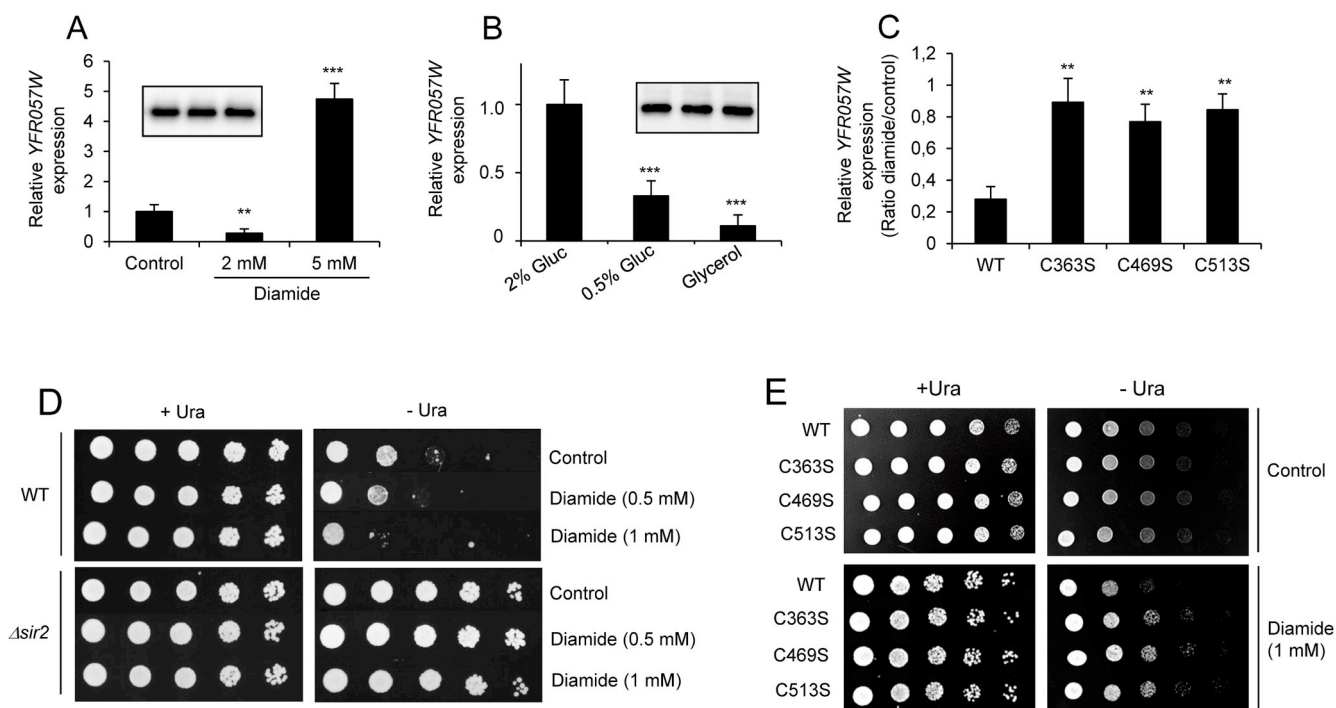 A
Relative YFR057W
expression
6
5
4
3
2
1
0
***
**
Control
2 mM
5 mM
Diamide
B
Relative YFR057W
expression
1.0
0.5
0
***
***
2% Gluc
0.5% Gluc
Glycerol
C
Relative YFR057W
expression
(Ratio diamide/control)
1,2
1
0,8
0,6
0,4
0,2
0
**
**
**
WT
C363S
C469S
C513S
D
+ Ura
- Ura
WT
Control
Diamide (0.5 mM)
Diamide (1 mM)
Δsir2
Control
Diamide (0.5 mM)
Diamide (1 mM)
E
+Ura
- Ura
WT
C363S
C469S
C513S
Control
WT
C363S
C469S
C513S
Diamide
(1 mM)